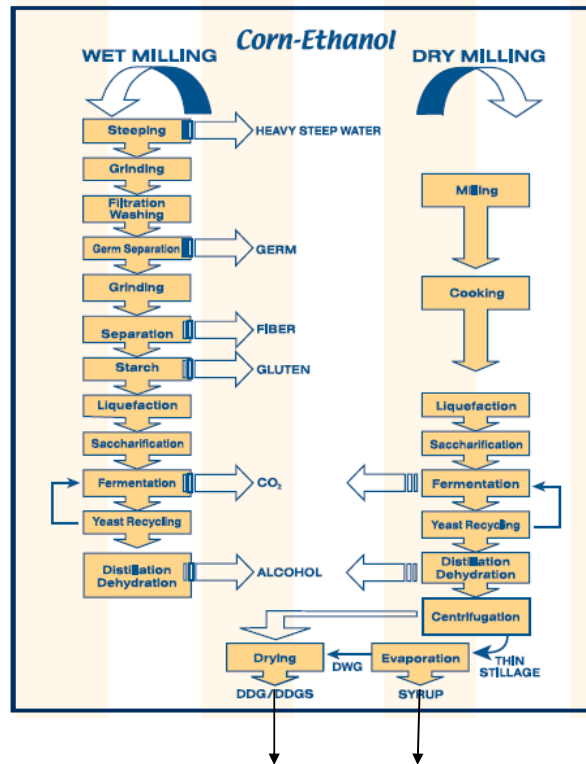 Corn-Ethanol
WET MILLING
DRY MILLING
Steeping
HEAVY STEEP WATER
Grinding
Filtration
Washing
Germ Separation
GERM
Grinding
Separation
FIBER
Starch
GLUTEN
Liquefaction
Saccharification
Fermentation
CO₂
Yeast Recycling
Distillation
Dehydration
ALCOHOL
Milling
Cooking
Liquefaction
Saccharification
Fermentation
Yeast Recycling
Distillation
Dehydration
Centrifugation
THIN
STILLAGE
Evaporation
DWG
Drying
DDG/DDGS
SYRUP